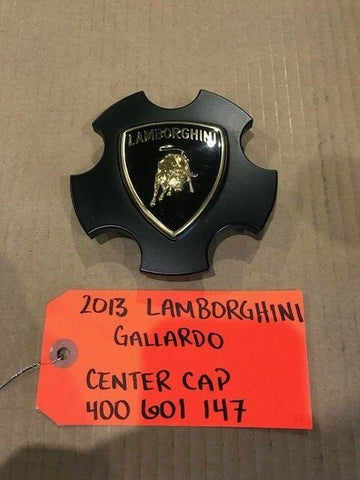 LAMBORGHINI
2013 LAMBORGHINI
GALLARDO
CENTER CAP
400 601 147